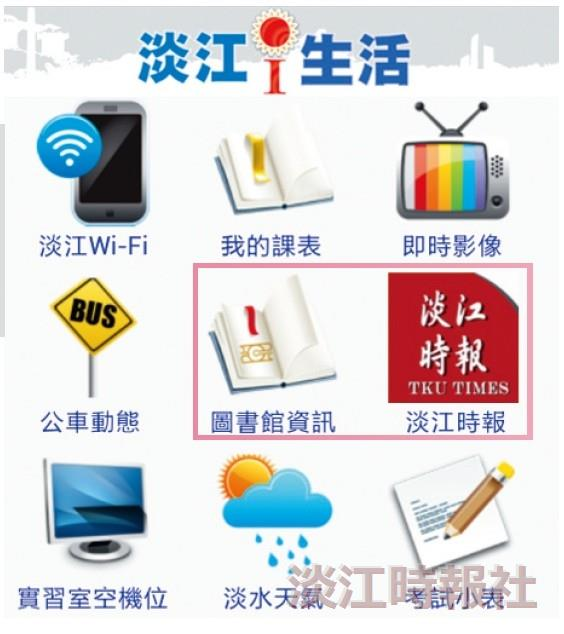 淡江i生活
淡江Wi-Fi
我的課表
即時影像
BUS
淡江
時報
TKU TIMES
公車動態
圖書館資訊
淡江時報
實習室空機位
淡水天氣
考試小表
淡江時報社